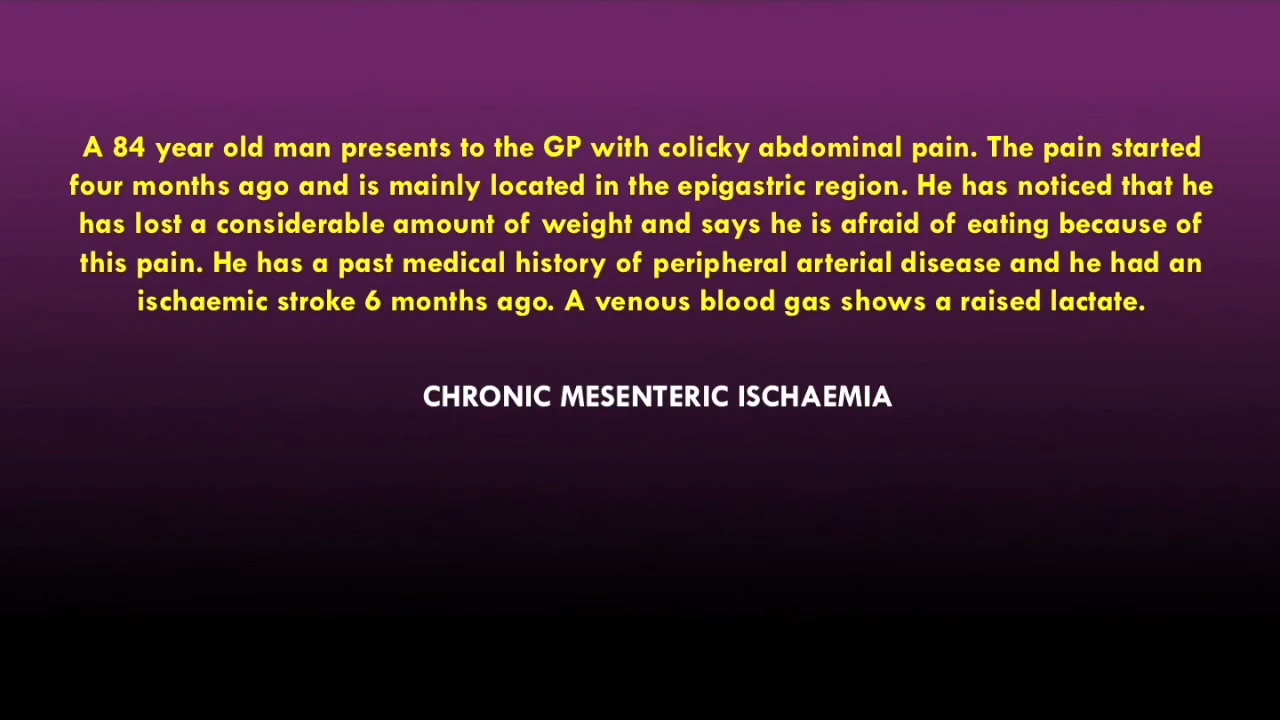 A 84 year old man presents to the GP with colicky abdominal pain. The pain started
four months ago and is mainly located in the epigastric region. He has noticed that he
has lost a considerable amount of weight and says he is afraid of eating because of
this pain. He has a past medical history of peripheral arterial disease and he had an
ischaemic stroke 6 months ago. A venous blood gas shows a raised lactate.
CHRONIC MESENTERIC ISCHAEMIA